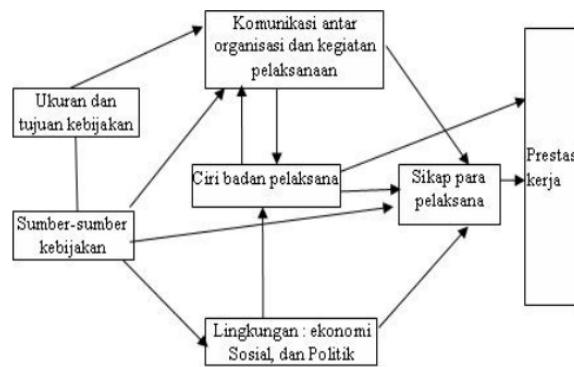 Komunikasi antar
organisasi dan kegiatan
pelaksanaan
Ukuran dan
tujuan kebijakan
Ciri badan pelaksana
Sikap para
pelaksana
Prestas
kerja
Sumber-sumber
kebijakan
Lingkungan : ekonomi
Sosial, dan Politik